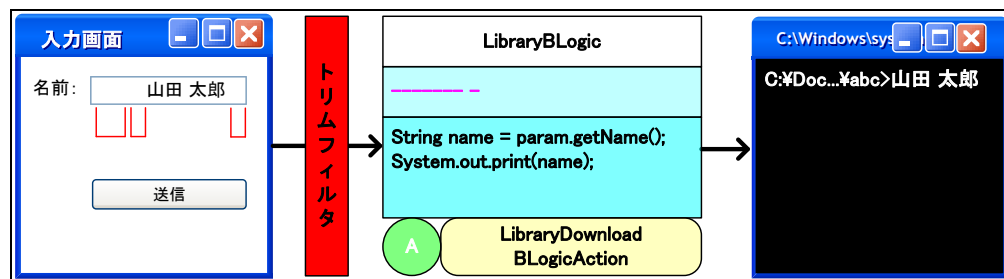 入力画面
名前：
山田 太郎
送信
トリムフィルタ
LibraryBLogic
String name = param.getName();
System.out.print(name);
A
LibraryDownload
BLogicAction
C:\Windows\sys
C:¥Doc...¥abc>山田 太郎